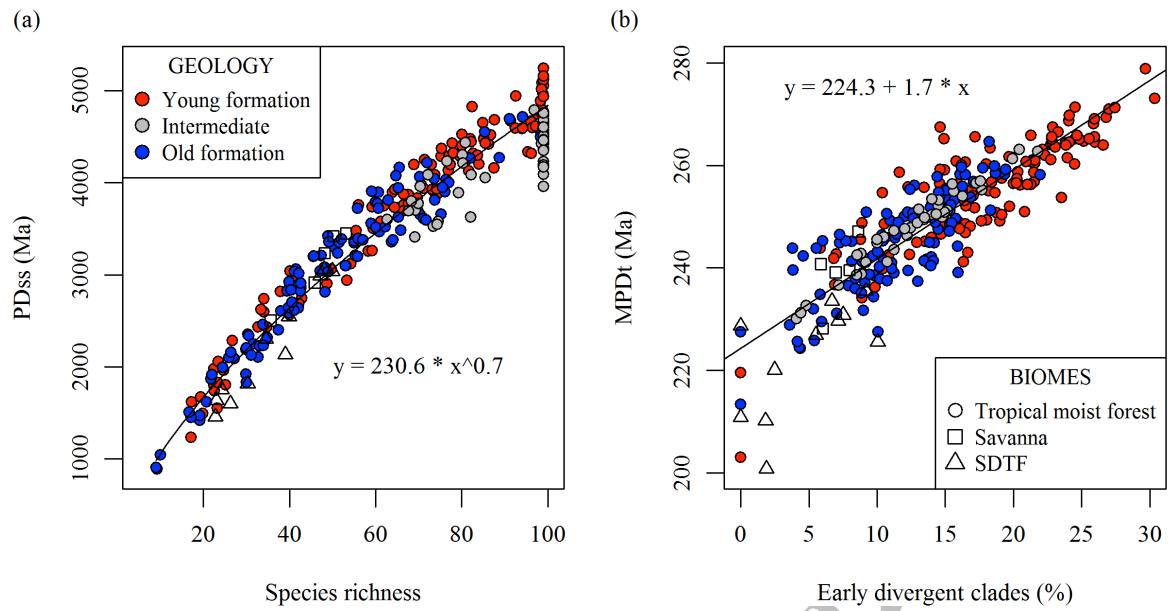 (a)
GEOLOGY
Young formation
Intermediate
Old formation
y = 230.6 * x^0.7
PDss (Ma)
1000
2000
3000
4000
5000
20
40
60
80
100
Species richness
(b)
y = 224.3 + 1.7 * x
BIOMES
Tropical moist forest
Savanna
SDTF
MPDt (Ma)
200
220
240
260
280
0
5
10
15
20
25
30
Early divergent clades (%)